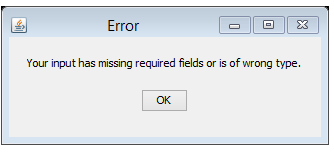 Error
Your input has missing required fields or is of wrong type.
OK